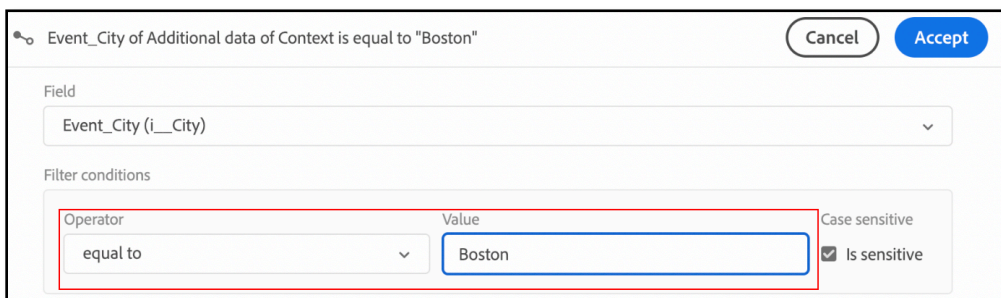 Event_City of Additional data of Context is equal to "Boston"
Cancel
Accept
Field
Event_City (i__City)
Filter conditions
Operator
Value
Case sensitive
equal to
Boston
Is sensitive